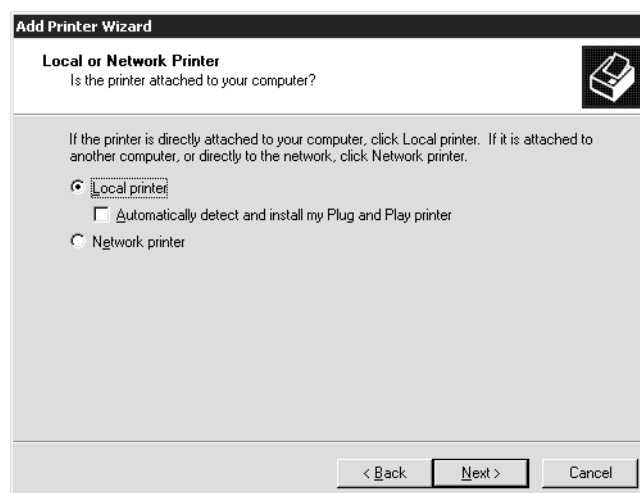 Add Printer Wizard
Local or Network Printer
Is the printer attached to your computer?
If the printer is directly attached to your computer, click Local printer. If it is attached to
another computer, or directly to the network, click Network printer.
Local printer
Automatically detect and install my Plug and Play printer
Network printer
< Back Next > Cancel